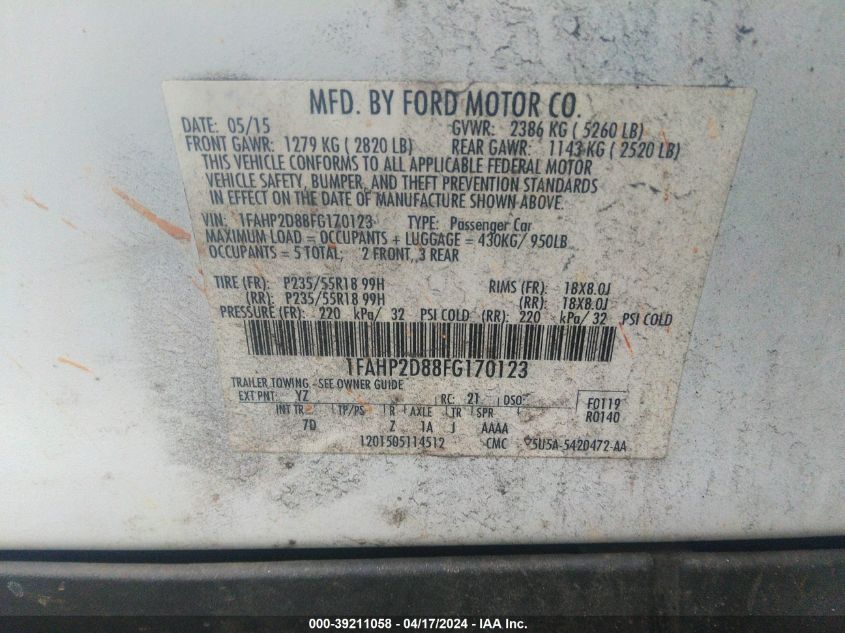 MFD. BY FORD MOTOR CO.
DATE: 05/15 GVWR: 2386 KG ( 5260 LB)
FRONT GAWR: 1279 KG ( 2820 LB) REAR GAWR: 1143 KG ( 2520 LB)
THIS VEHICLE CONFORMS TO ALL APPLICABLE FEDERAL MOTOR
VEHICLE SAFETY, BUMPER, AND THEFT PREVENTION STANDARDS
IN EFFECT ON THE DATE OF MANUFACTURE SHOWN ABOVE.
VIN: 1FAHP2D88FG170123 TYPE: Passenger Car
MAXIMUM LOAD = OCCUPANTS + LUGGAGE = 430KG/ 950LB
OCCUPANTS = 5 TOTAL; 2 FRONT, 3 REAR
TIRE (FR): P235/55R18 99H RIMS (FR): 18X8.0J
(RR): P235/55R18 99H (RR): 18X8.0J
PRESSURE (FR): 220 kPa/ 32 PSI COLD (RR): 220 kPa/ 32 PSI COLD
1FAHP2D88FG170123
TRAILER TOWING - SEE OWNER GUIDE
EXT PNT: YZ RC: 21 DSO: F0119
INT TR TP/PS R AXLE TR SPR R0140
7D Z 1A J AAAA
1201505114512 CMC 5U5A-5420472-AA
000-39211058 - 04/17/2024 - IAA Inc.